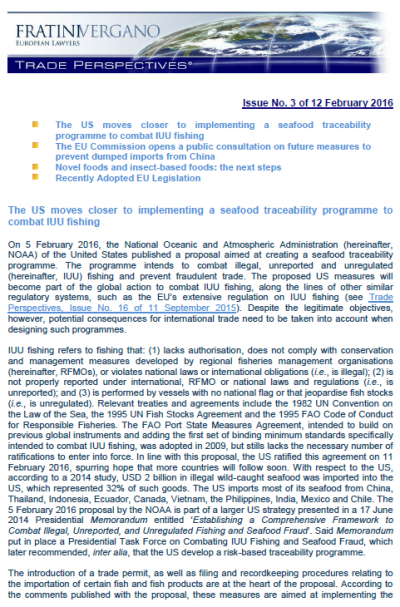 FRATINIVERGANO
EUROPEAN LAWYERS
TRADE PERSPECTIVES©
Issue No. 3 of 12 February 2016
The US moves closer to implementing a seafood traceability
programme to combat IUU fishing
The EU Commission opens a public consultation on future measures to
prevent dumped imports from China
Novel foods and insect-based foods: the next steps
Recently Adopted EU Legislation
The US moves closer to implementing a seafood traceability programme to
combat IUU fishing
On 5 February 2016, the National Oceanic and Atmospheric Administration (hereinafter,
NOAA) of the United States published a proposal aimed at creating a seafood traceability
programme. The programme intends to combat illegal, unreported and unregulated
(hereinafter, IUU) fishing and prevent fraudulent trade. The proposed US measures will
become part of the global action to combat IUU fishing, along the lines of other similar
regulatory systems, such as the EU's extensive regulation on IUU fishing (see Trade
Perspectives, Issue No. 16 of 11 September 2015). Despite the legitimate objectives,
however, potential consequences for international trade need to be taken into account when
designing such programmes.
IUU fishing refers to fishing that: (1) lacks authorisation, does not comply with conservation
and management measures developed by regional fisheries management organisations
(hereinafter, RFMOs), or violates national laws or international obligations (i.e., is illegal); (2) is
not properly reported under international, RFMO or national laws and regulations (i.e., is
unreported); and (3) is performed by vessels with no national flag or that jeopardise fish stocks
(i.e., is unregulated). Relevant treaties and agreements include the 1982 UN Convention on
the Law of the Sea, the 1995 UN Fish Stocks Agreement and the 1995 FAO Code of Conduct
for Responsible Fisheries. The FAO Port State Measures Agreement, intended to build on
previous global instruments and adding the first set of binding minimum standards specifically
intended to combat IUU fishing, was adopted in 2009, but still lacks the necessary number of
ratifications to enter into force. In line with this proposal, the US ratified this agreement on 11
February 2016, spurring hope that more countries will follow soon. With respect to the US,
according to a 2014 study, USD 2 billion in illegal wild-caught seafood was imported into the
US, which represented 32% of such goods. The US imports most of its seafood from China,
Thailand, Indonesia, Ecuador, Canada, Vietnam, the Philippines, India, Mexico and Chile. The
5 February 2016 proposal by the NOAA is part of a larger US strategy presented in a 17 June
2014 Presidential Memorandum entitled 'Establishing a Comprehensive Framework to
Combat Illegal, Unreported, and Unregulated Fishing and Seafood Fraud'. Said Memorandum
put in place a Presidential Task Force on Combating IUU Fishing and Seafood Fraud, which
later recommended, inter alia, that the US develop a risk-based traceability programme.
The introduction of a trade permit, as well as filing and recordkeeping procedures relating to
the importation of certain fish and fish products are at the heart of the proposal. According to
the comments published with the proposal, these measures are aimed at implementing the